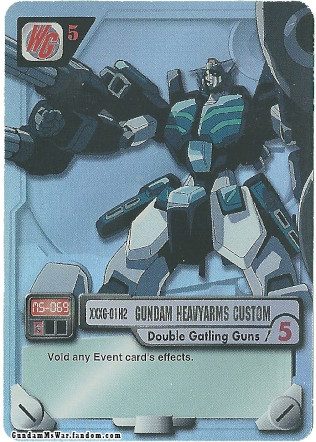 WG 5
MS-069
XXXG-01H2 GUNDAM HEAVYARMS CUSTOM
Double Gatling Guns / 5
Void any Event card's effects.
GundamMsWar.fandom.com